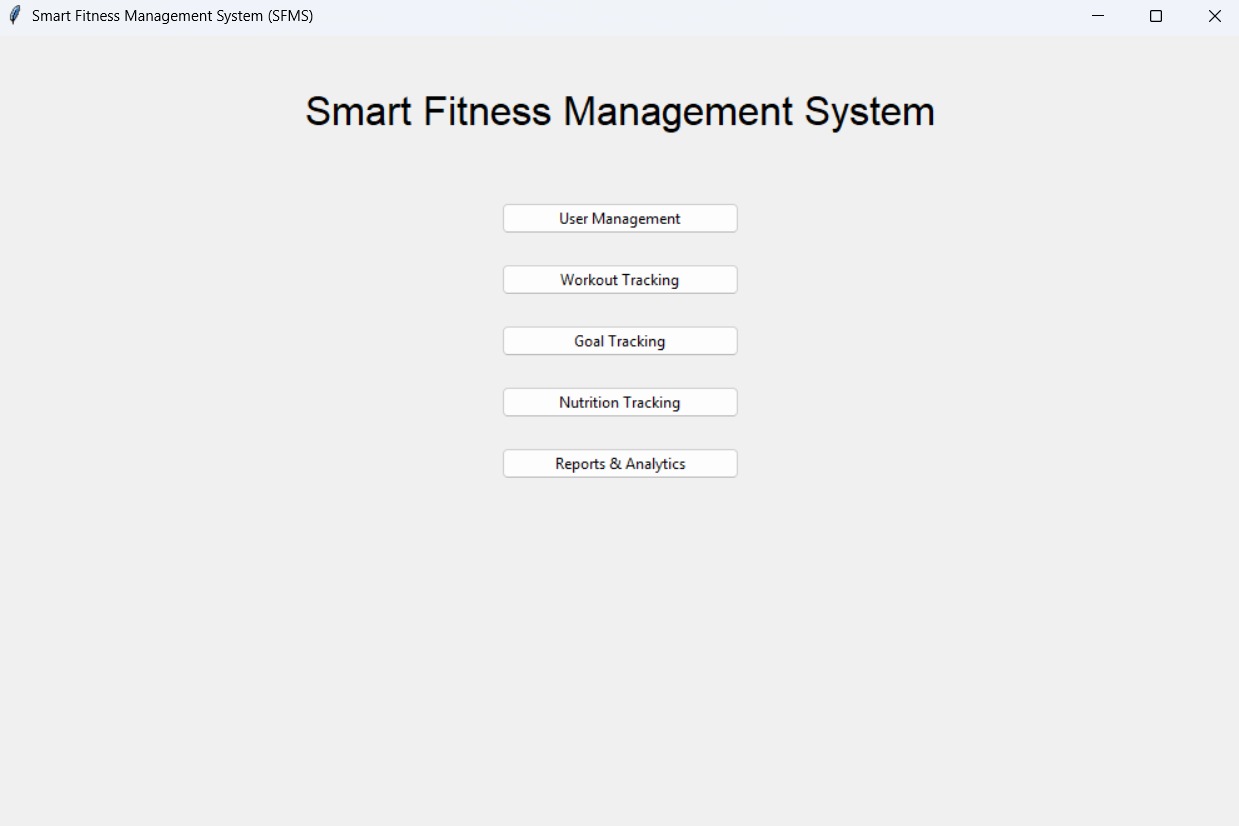 Smart Fitness Management System (SFMS)
Smart Fitness Management System
User Management
Workout Tracking
Goal Tracking
Nutrition Tracking
Reports & Analytics